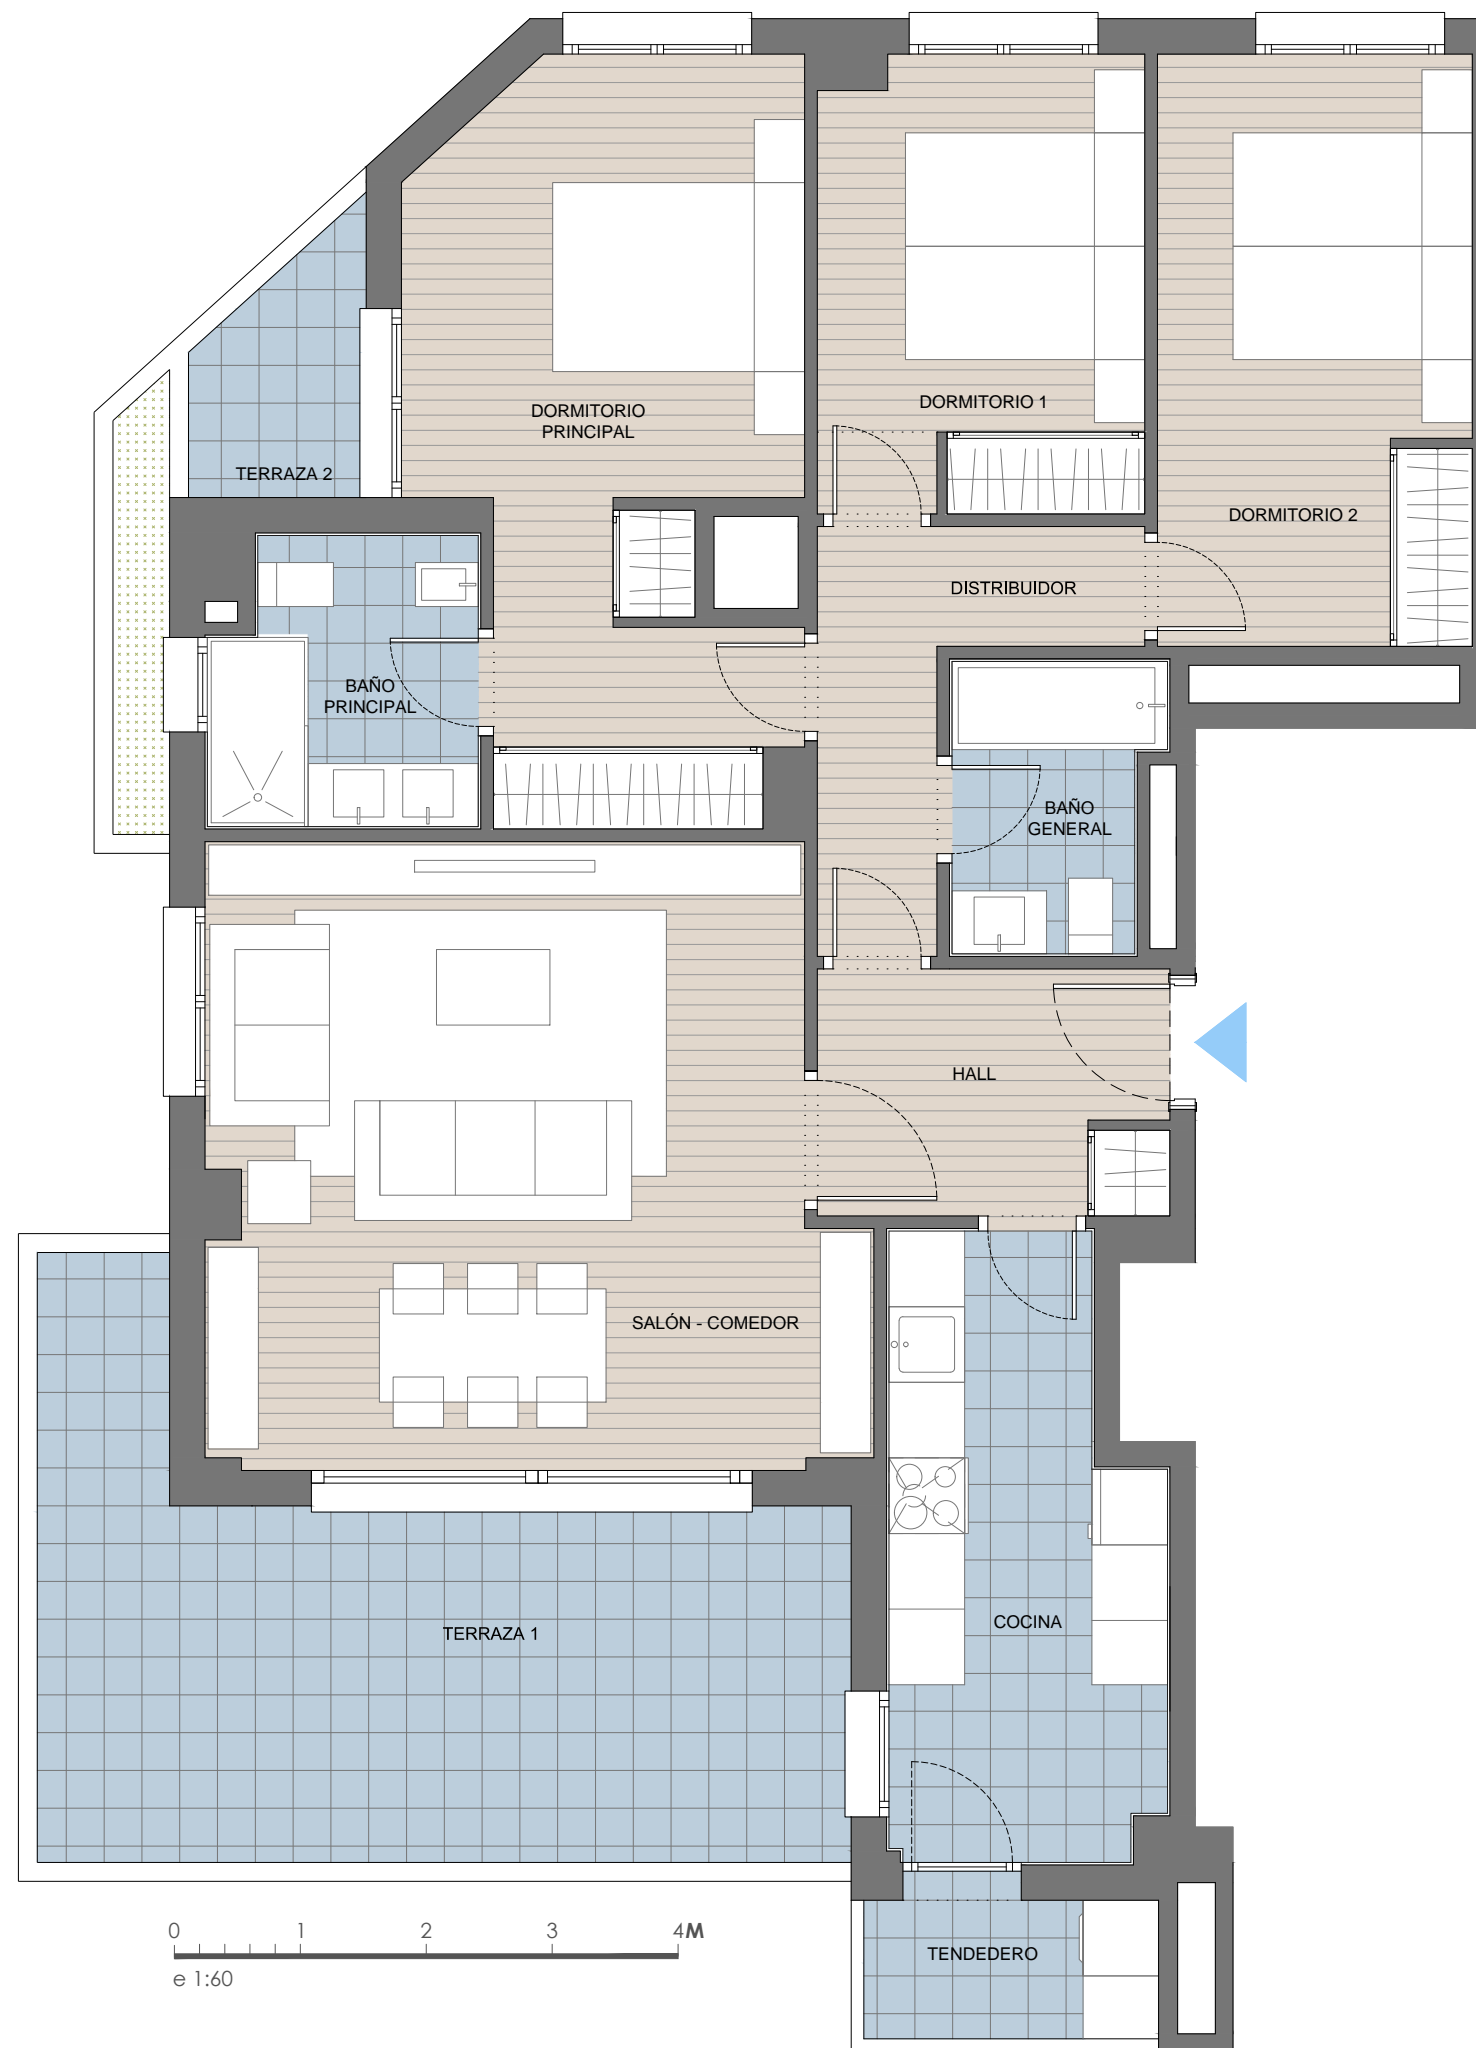 DORMITORIO
PRINCIPAL
DORMITORIO 1
TERRAZA 2
DORMITORIO 2
DISTRIBUIDOR
BAÑO
PRINCIPAL
BAÑO
GENERAL
HALL
SALÓN - COMEDOR
COCINA
TERRAZA 1
TENDEDERO
0 1 2 3 4M
e 1:60